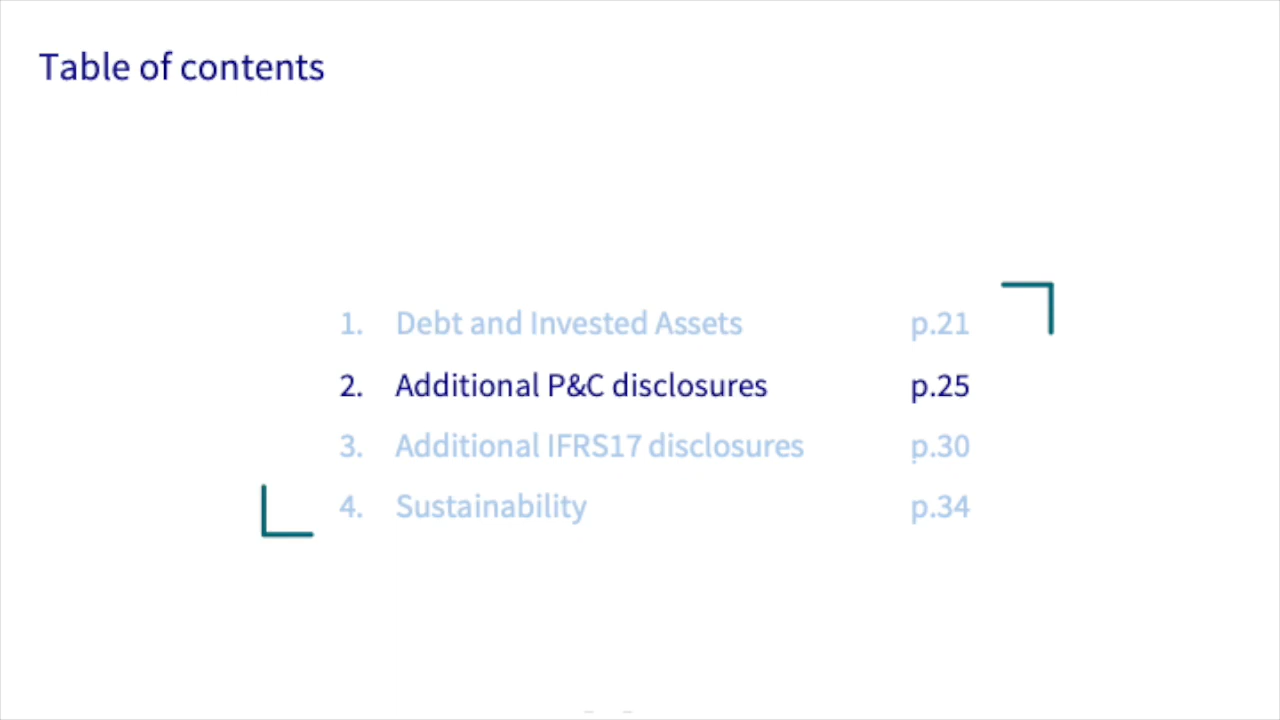 Table of contents
1. Debt and Invested Assets p.21
2. Additional P&C disclosures p.25
3. Additional IFRS17 disclosures p.30
4. Sustainability p.34